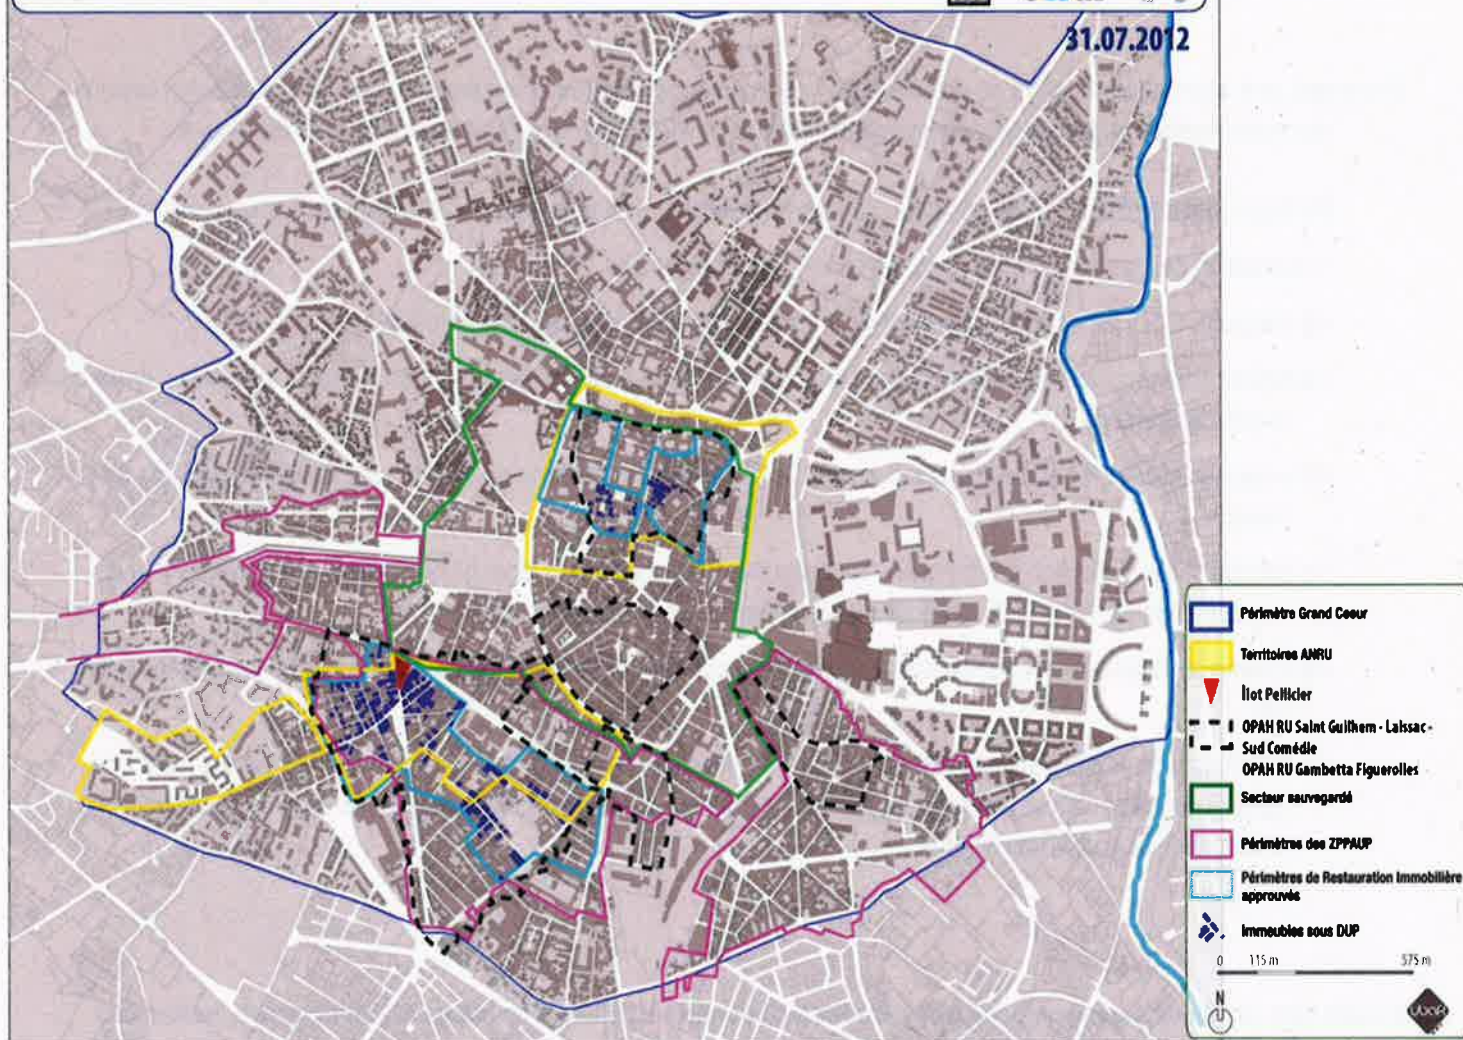 31.07.2012
Périmètre Grand Coeur
Territoires ANRU
Îlot Pellicier
OPAH RU Saint Guilhem - Laissac -
Sud Comédie
OPAH RU Gambetta Figuerolles
Secteur sauvegardé
Périmètres des ZPPAUP
Périmètres de Restauration Immobilière
approuvés
Immeubles sous DUP
0 115 m 575 m
N